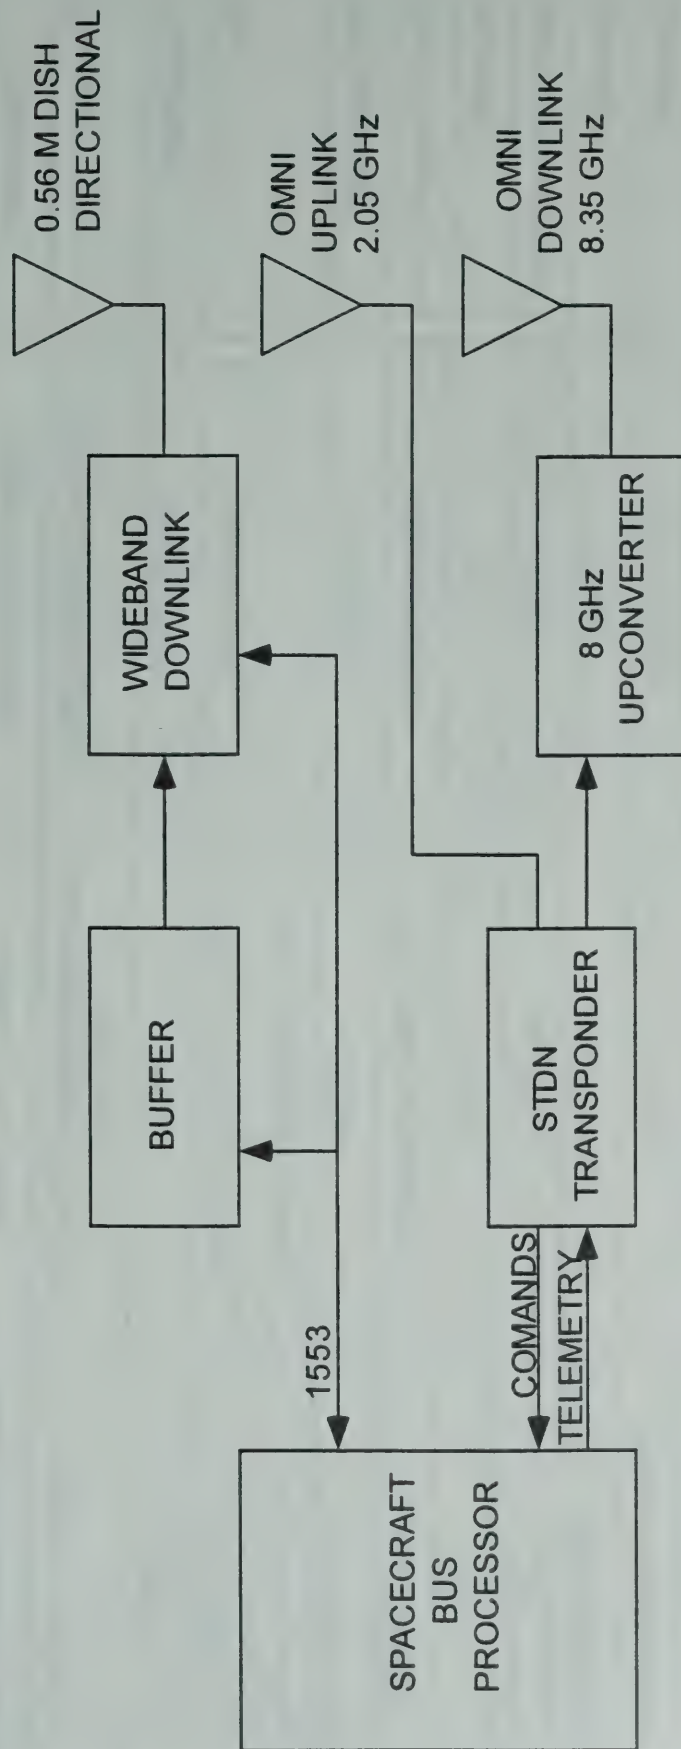 0.56 M DISH
DIRECTIONAL
WIDEBAND
DOWNLINK
BUFFER
OMNI
UPLINK
2.05 GHz
1553
OMNI
DOWNLINK
8.35 GHz
8 GHz
UPCONVERTER
STDN
TRANSPONDER
COMANDS
TELEMETRY
SPACECRAFT
BUS
PROCESSOR